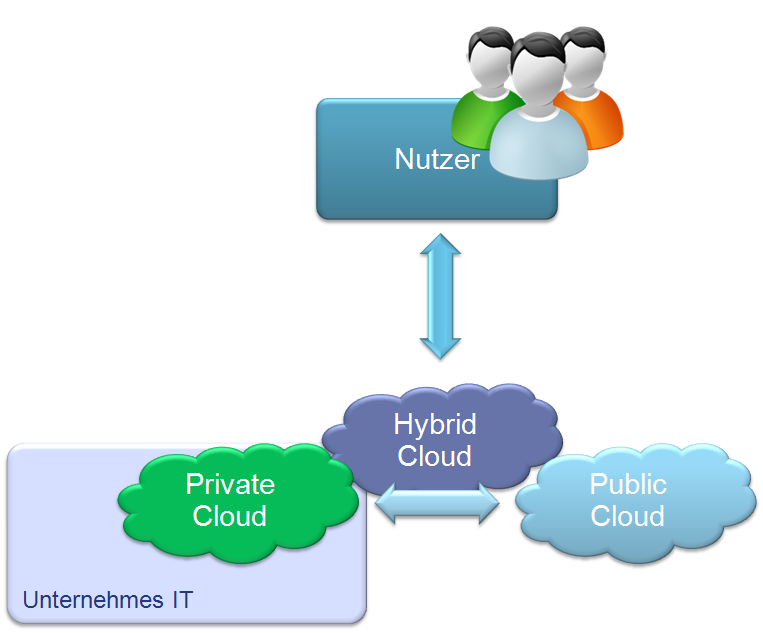 Nutzer
Hybrid
Cloud
Private
Cloud
Public
Cloud
Unternehmes IT